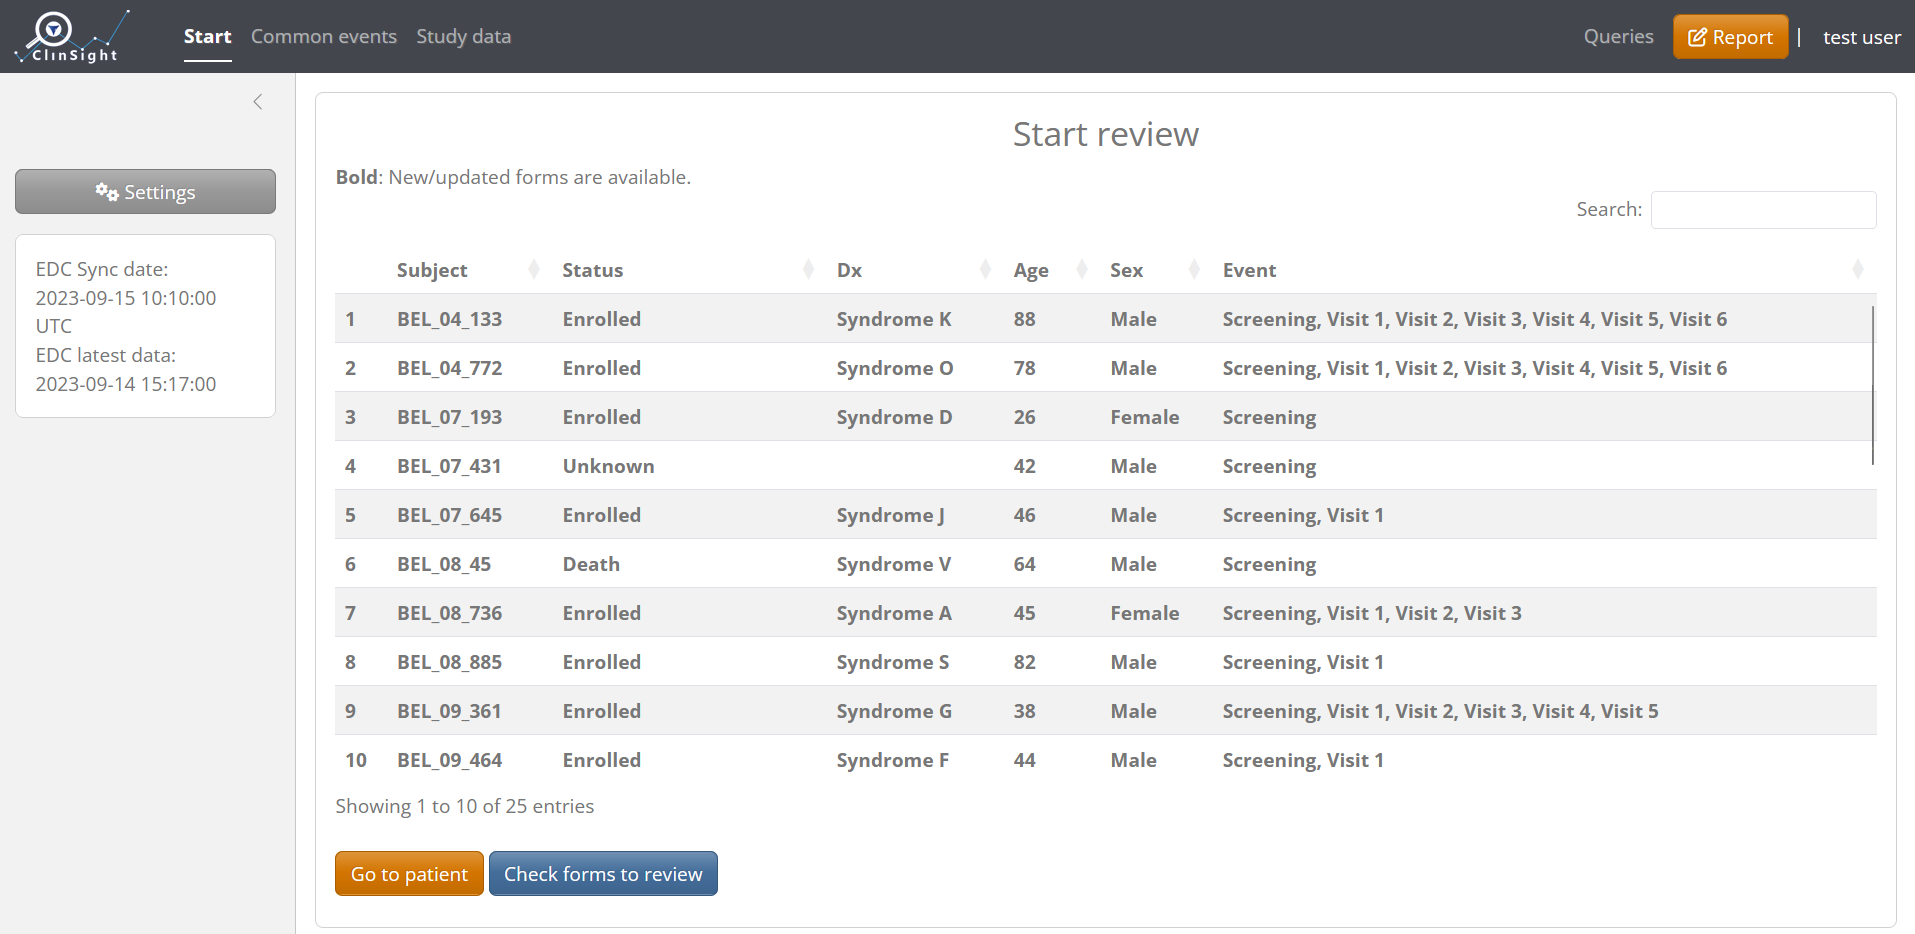 ClinSight
Start Common events Study data Queries Report | test user
Settings
EDC Sync date:
2023-09-15 10:10:00
UTC
EDC latest data:
2023-09-14 15:17:00
Start review
Bold: New/updated forms are available.
Search:
Subject Status Dx Age Sex Event
1 BEL_04_133 Enrolled Syndrome K 88 Male Screening, Visit 1, Visit 2, Visit 3, Visit 4, Visit 5, Visit 6
2 BEL_04_772 Enrolled Syndrome O 78 Male Screening, Visit 1, Visit 2, Visit 3, Visit 4, Visit 5, Visit 6
3 BEL_07_193 Enrolled Syndrome D 26 Female Screening
4 BEL_07_431 Unknown 42 Male Screening
5 BEL_07_645 Enrolled Syndrome J 46 Male Screening, Visit 1
6 BEL_08_45 Death Syndrome V 64 Male Screening
7 BEL_08_736 Enrolled Syndrome A 45 Female Screening, Visit 1, Visit 2, Visit 3
8 BEL_08_885 Enrolled Syndrome S 82 Male Screening, Visit 1
9 BEL_09_361 Enrolled Syndrome G 38 Male Screening, Visit 1, Visit 2, Visit 3, Visit 4, Visit 5
10 BEL_09_464 Enrolled Syndrome F 44 Male Screening, Visit 1
Showing 1 to 10 of 25 entries
Go to patient Check forms to review